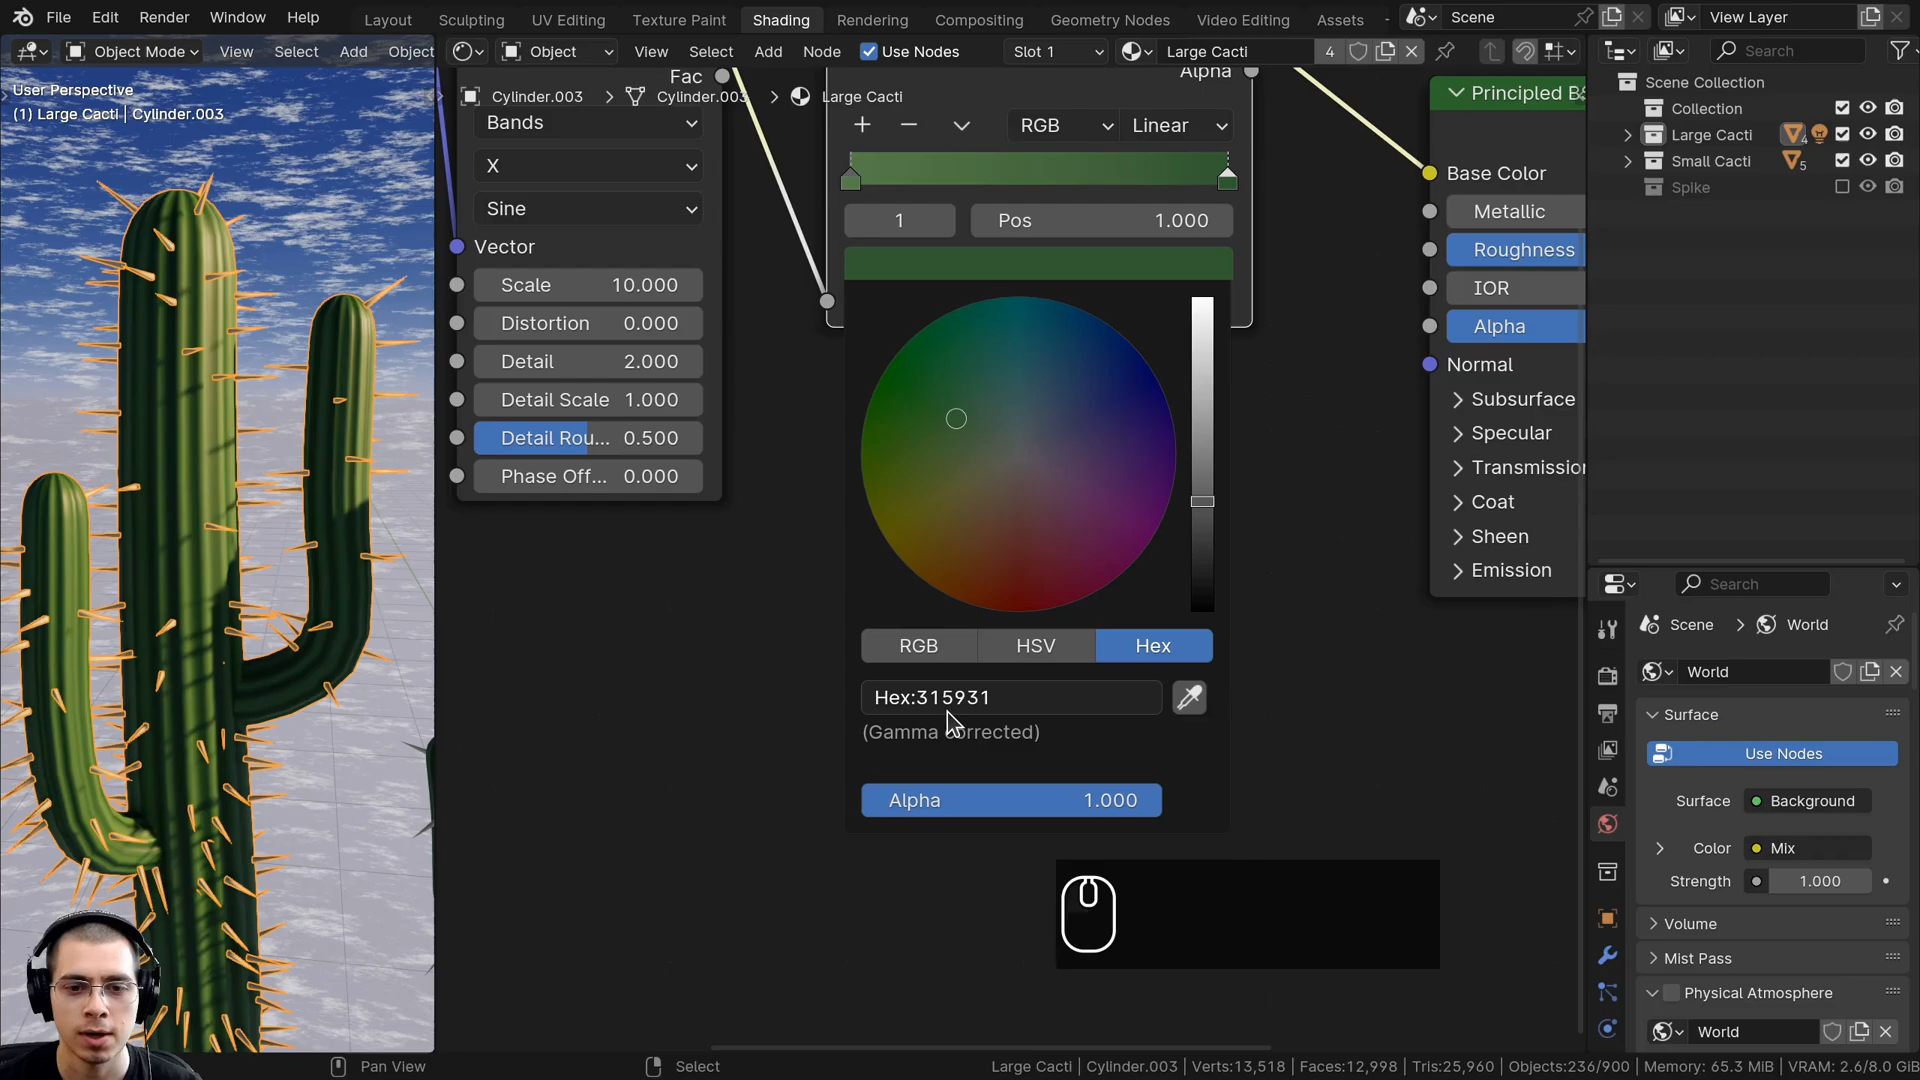 File Edit Render Window Help Layout Sculpting UV Editing Texture Paint Shading Rendering Compositing Geometry Nodes Video Editing Assets Scene View Layer
Object Mode View Select Add Object Object View Select Add Node Use Nodes Slot 1 Large Cacti 4 Search
User Perspective
(1) Large Cacti | Cylinder.003
Fac
Cylinder.003 > Cylinder.003 > Large Cacti
Bands
X
Sine
Vector
Scale 10.000
Distortion 0.000
Detail 2.000
Detail Scale 1.000
Detail Rou... 0.500
Phase Off... 0.000
Alpha
RGB Linear
1 Pos 1.000
RGB HSV Hex
Hex:315931
(Gamma Corrected)
Alpha 1.000
Principled BS
Base Color
Metallic
Roughness
IOR
Alpha
Normal
Subsurface
Specular
Transmission
Coat
Sheen
Emission
Scene Collection
Collection
Large Cacti 4
Small Cacti 5
Spike
Search
Scene > World
World
Surface
Use Nodes
Surface Background
Color Mix
Strength 1.000
Volume
Mist Pass
Physical Atmosphere
World
Pan View Select Large Cacti | Cylinder.003 | Verts:13,518 | Faces:12,998 | Tris:25,960 | Objects:236/900 | Memory: 65.3 MiB | VRAM: 2.6/8.0 GiB